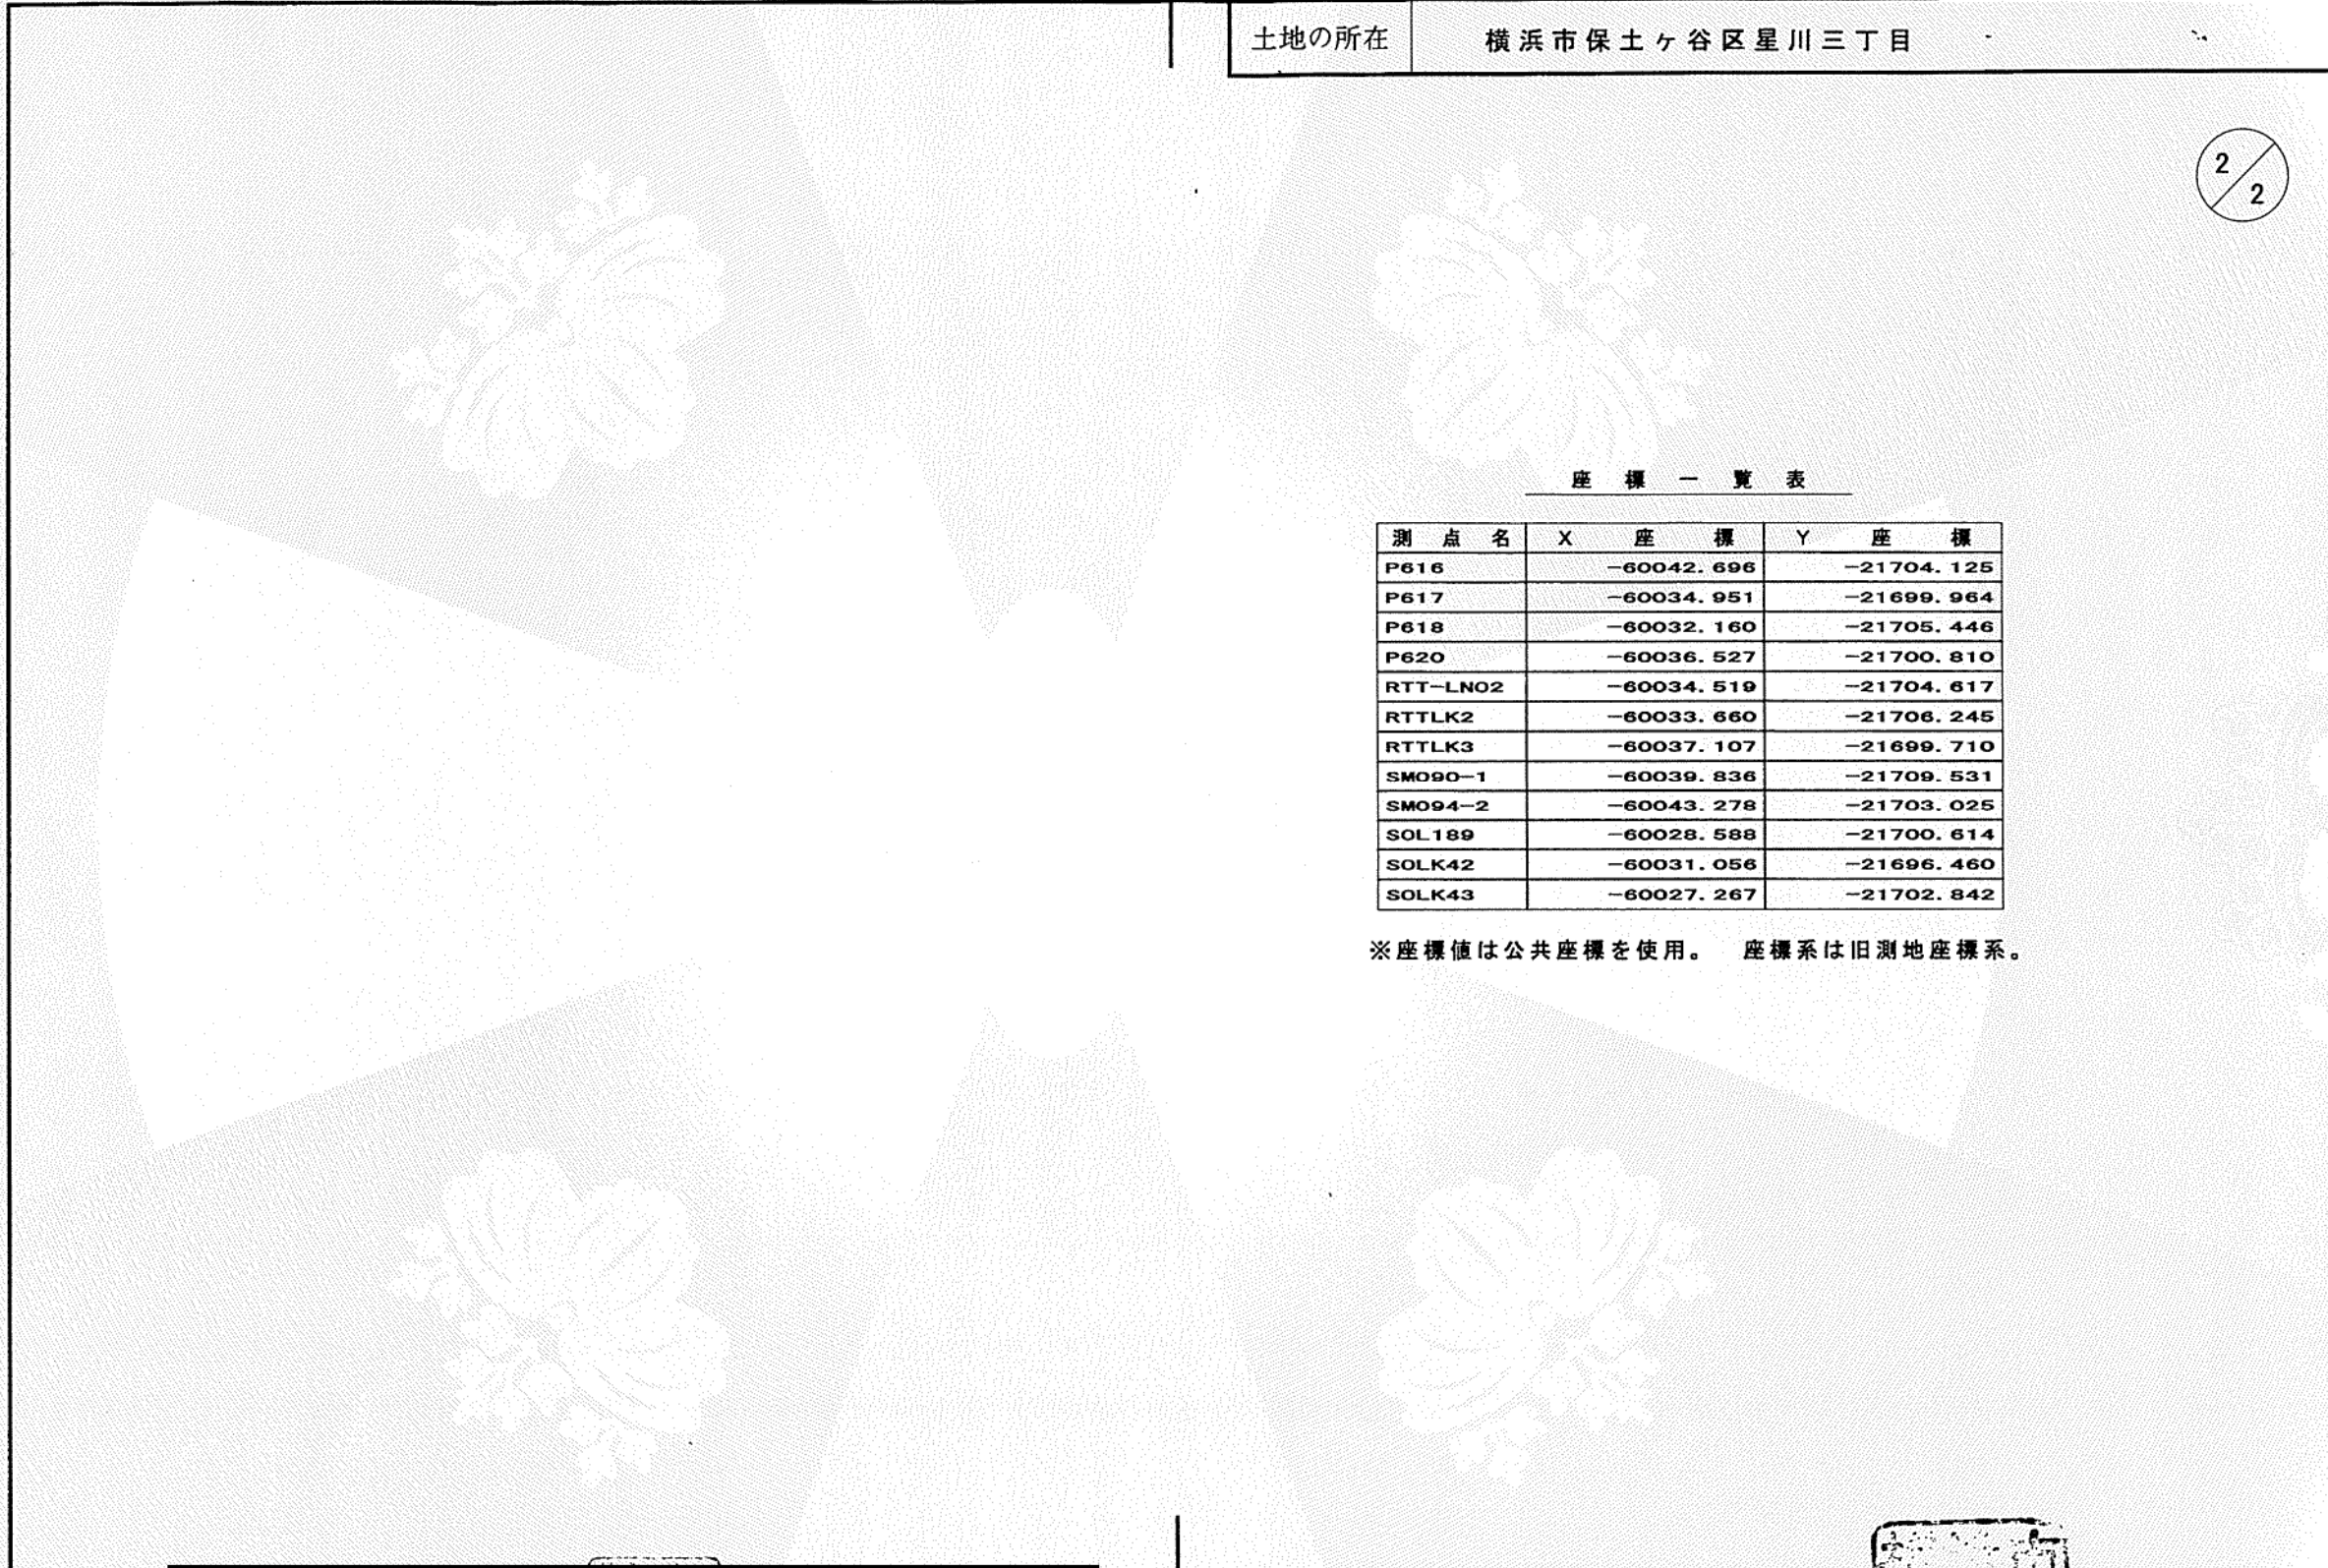 土地の所在 横浜市保土ヶ谷区星川三丁目
2/2
座標一覧表
測点名 X座標 Y座標
P616 -60042.696 -21704.125
P617 -60034.951 -21699.964
P618 -60032.160 -21705.446
P620 -60036.527 -21700.810
RTT-LN02 -60034.519 -21704.617
RTTLK2 -60033.660 -21706.245
RTTLK3 -60037.107 -21699.710
SM090-1 -60039.836 -21709.531
SM094-2 -60043.278 -21703.025
SOL189 -60028.588 -21700.614
SOLK42 -60031.056 -21696.460
SOLK43 -60027.267 -21702.842
※座標値は公共座標を使用。 座標系は旧測地座標系。